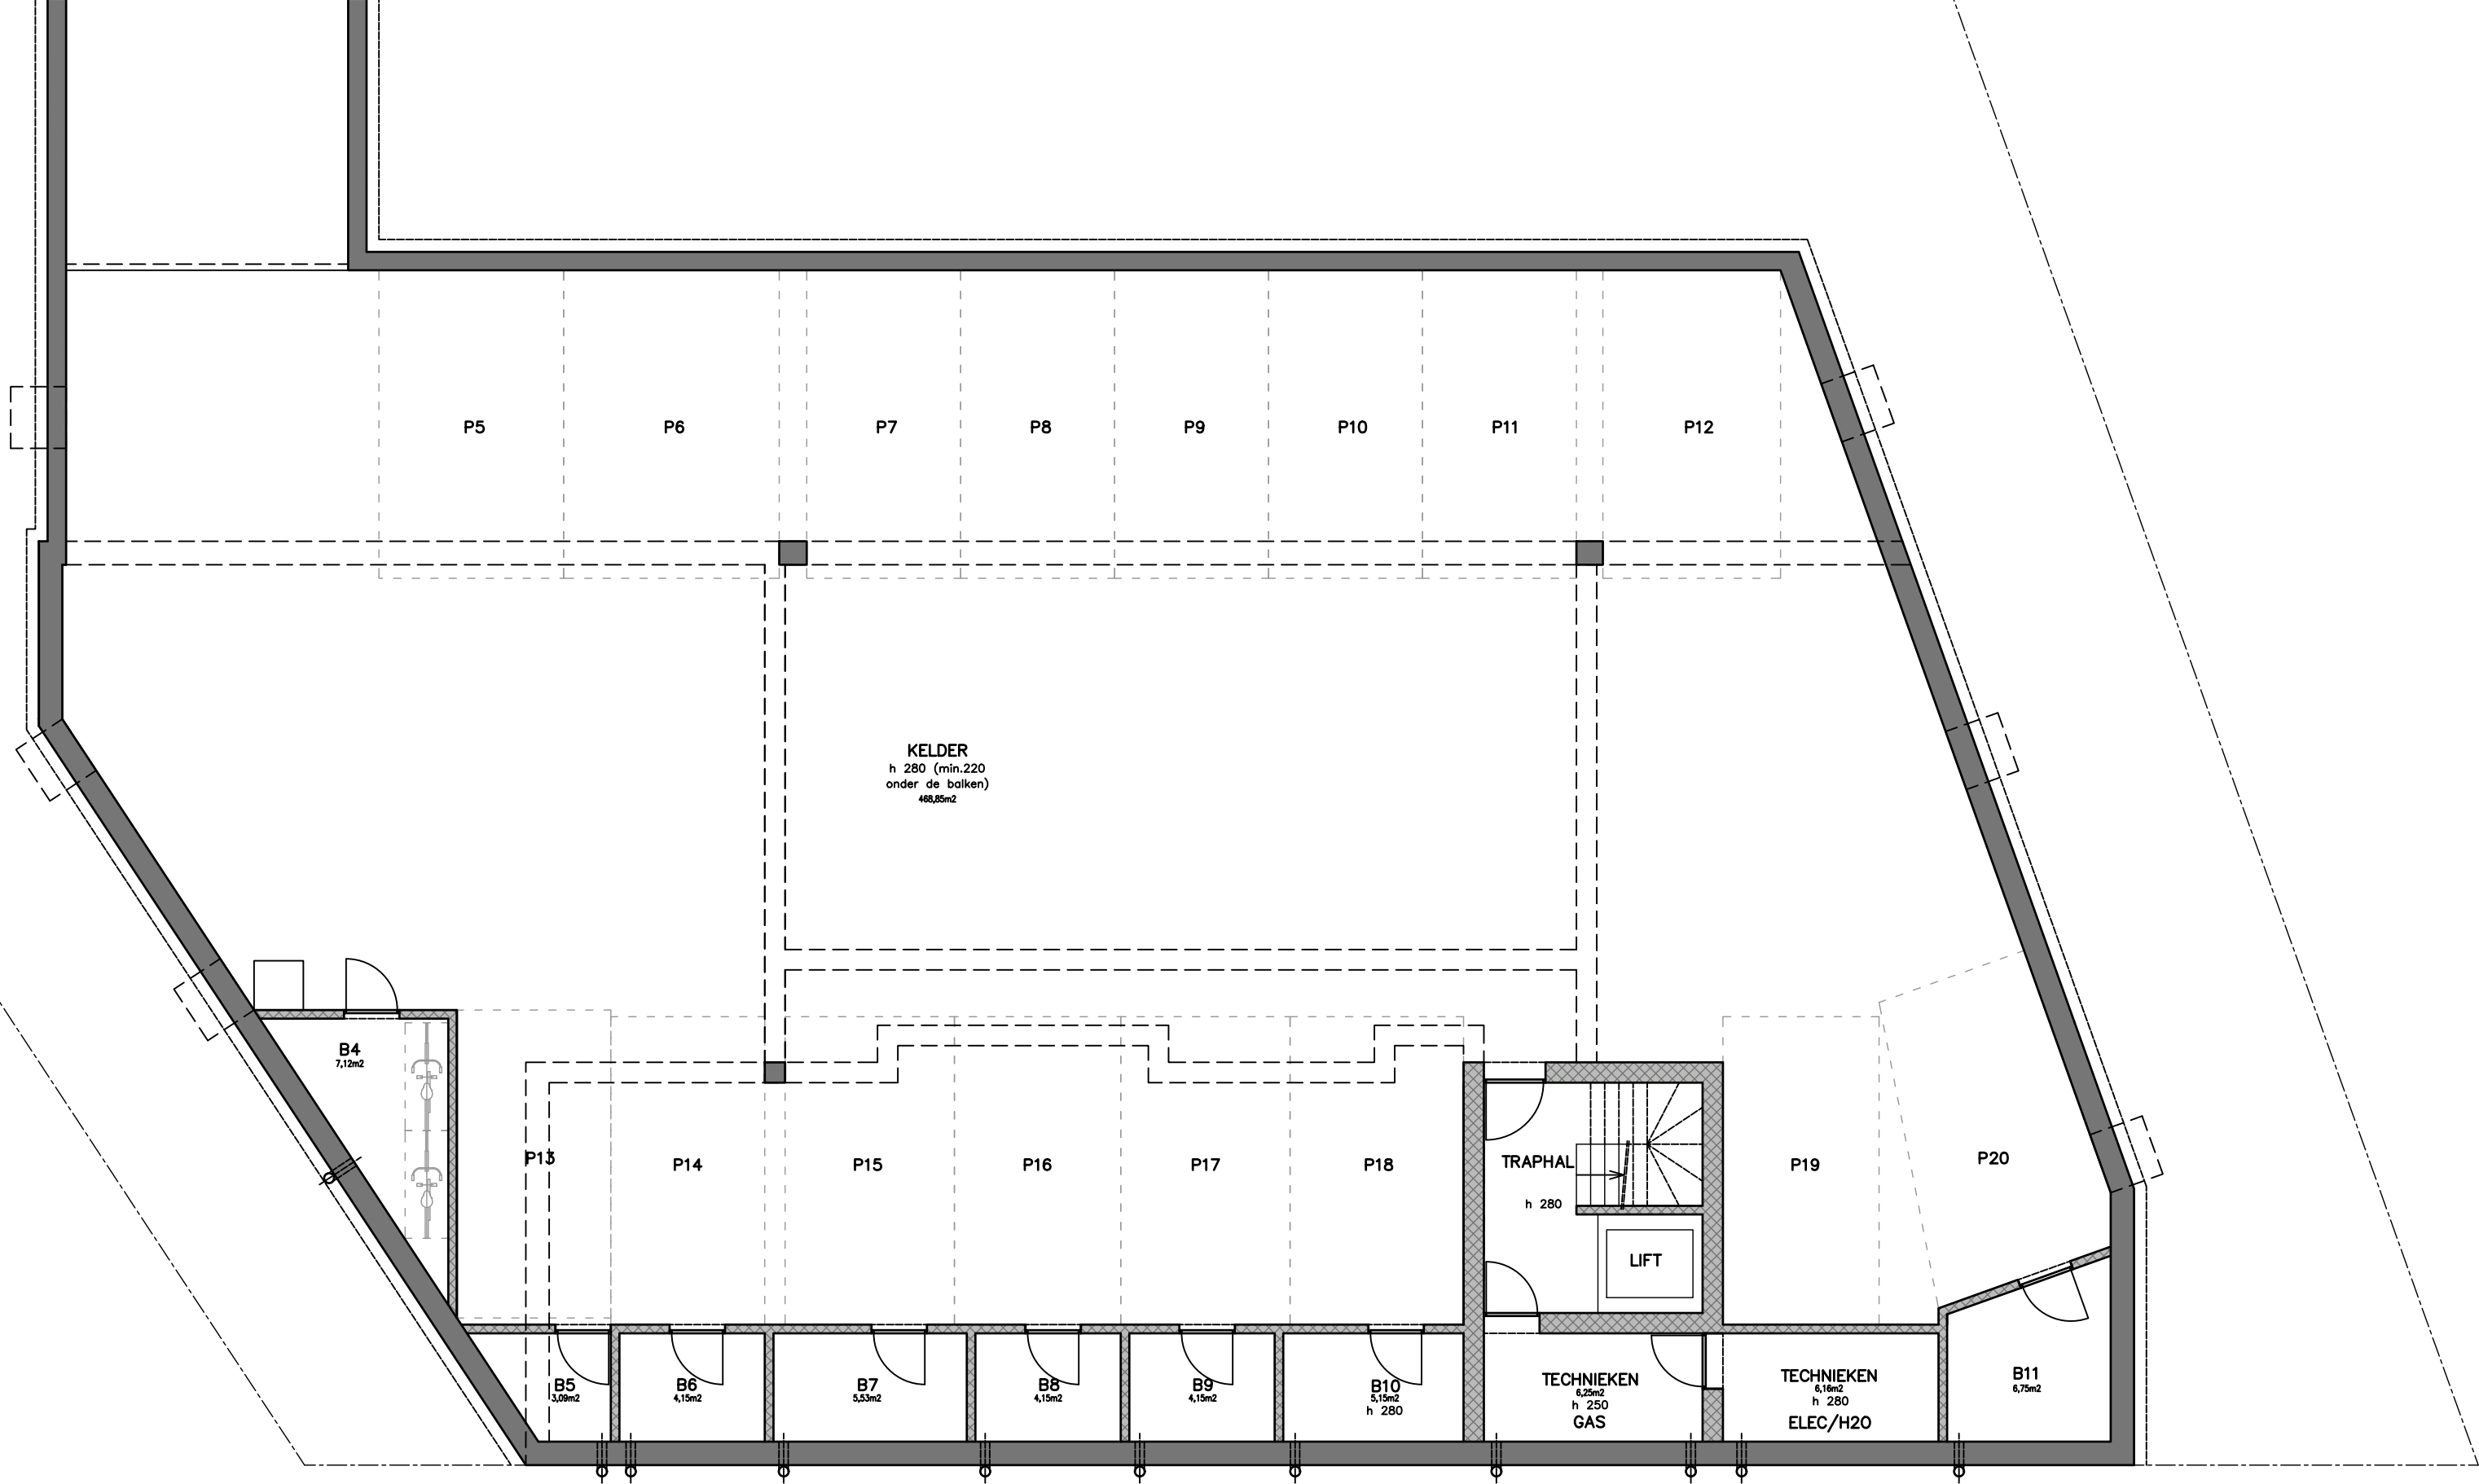 P5
P6
P7
P8
P9
P10
P11
P12
KELDER
h 280 (min.220
onder de balken)
468,85m2
B4
7,12m2
P13
P14
P15
P16
P17
P18
TRAPHAL
h 280
LIFT
P19
P20
B5
3,09m2
B6
4,15m2
B7
5,53m2
B8
4,15m2
B9
4,15m2
B10
5,15m2
h 280
TECHNIEKEN
6,25m2
h 250
GAS
TECHNIEKEN
6,16m2
h 280
ELEC/H2O
B11
6,75m2